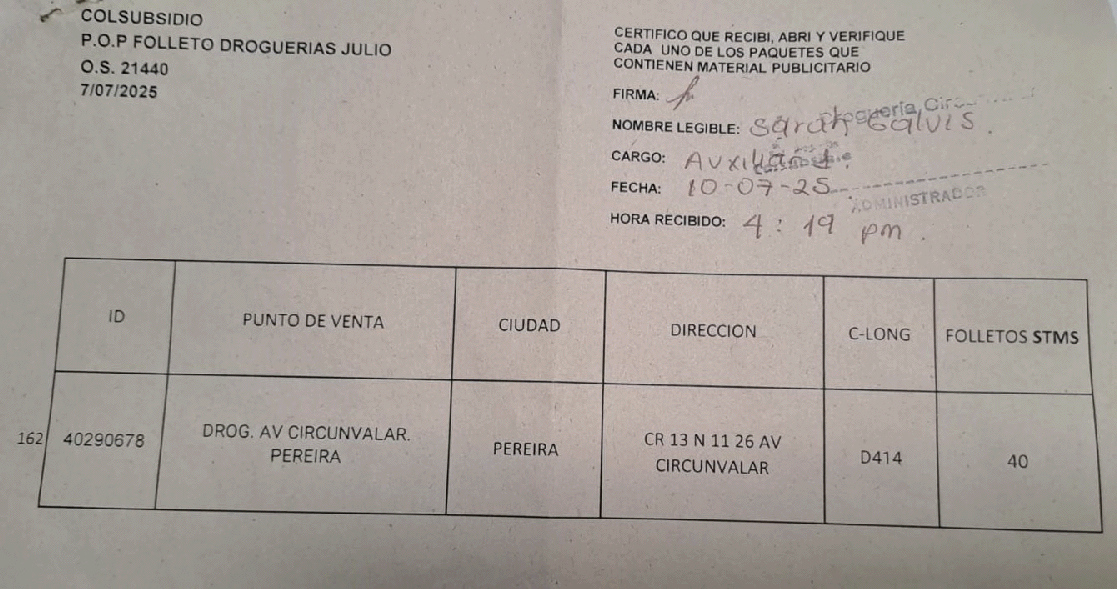 COLSUBSIDIO
P.O.P FOLLETO DROGUERIAS JULIO
O.S. 21440
7/07/2025
CERTIFICO QUE RECIBI, ABRI Y VERIFIQUE
CADA UNO DE LOS PAQUETES QUE
CONTIENEN MATERIAL PUBLICITARIO
FIRMA:
NOMBRE LEGIBLE: Sarah Galvis.
Droguería
CARGO: Auxiliar 1.
FECHA: 10-07-25
ADMINISTRADOR
HORA RECIBIDO: 4:19 pm.
ID PUNTO DE VENTA CIUDAD DIRECCION C-LONG FOLLETOS STMS
162 40290678 DROG. AV CIRCUNVALAR. PEREIRA PEREIRA CR 13 N 11 26 AV CIRCUNVALAR D414 40